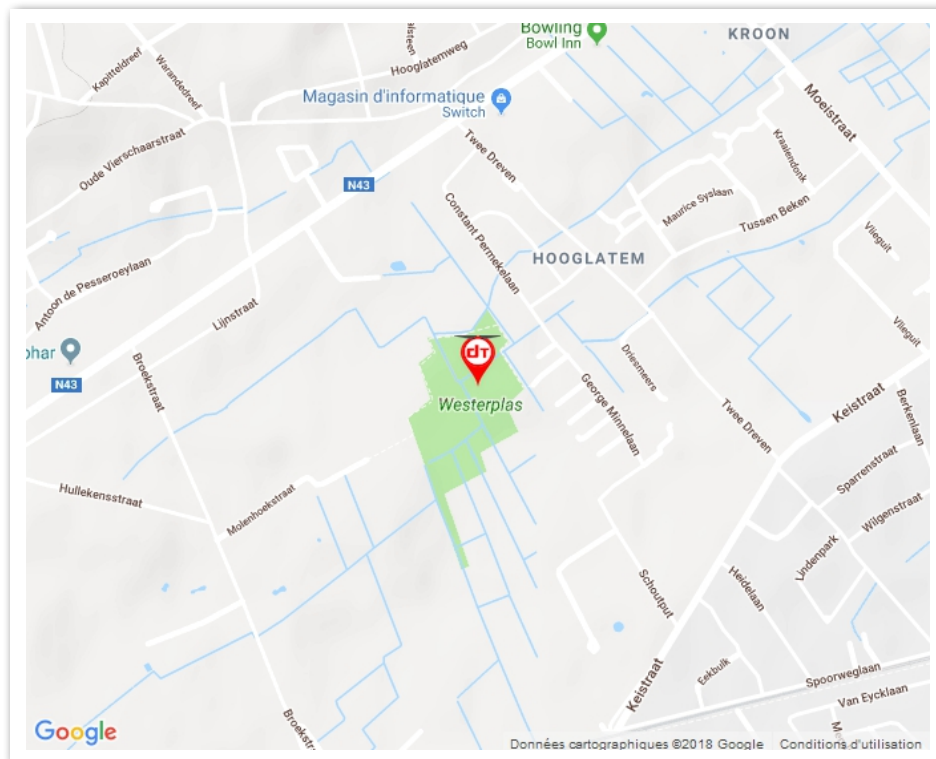 Bowling
Bowl Inn
KROON
Kapitteldreef
Warandedreef
Hooglatemweg
Magasin d'informatique
Switch
Moeistraat
Oude Vierschaarstraat
Twee Dreven
Kraaiendonk
N43
Maurice Syslaan
Tussen Beken
Constant Permekelaan
Vlieguit
HOOGLATEM
Antoon de Pesseroeylaan
Lijnstraat
Vlieguit
dT
N43
Broekstraat
Driesmeers
George Minnelaan
Westerplas
Twee Dreven
Keistraat
Berkenlaan
Sparrenstraat
Hullekensstraat
Molenhoekstraat
Wilgenstraat
Lindenpark
Heidelaan
Schoutput
Eekbulk
Keistraat
Spoorweglaan
Van Eycklaan
Google
Données cartographiques ©2018 Google
Conditions d'utilisation